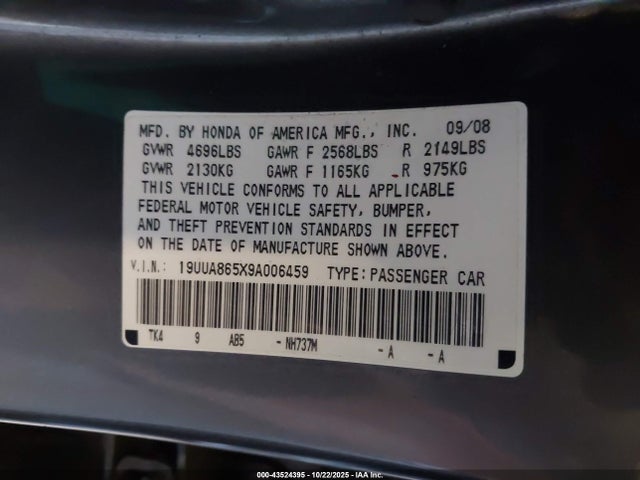 MFD. BY HONDA OF AMERICA MFG., INC. 09/08
GVWR 4696LBS GAWR F 2568LBS R 2149LBS
GVWR 2130KG GAWR F 1165KG R 975KG
THIS VEHICLE CONFORMS TO ALL APPLICABLE
FEDERAL MOTOR VEHICLE SAFETY, BUMPER,
AND THEFT PREVENTION STANDARDS IN EFFECT
ON THE DATE OF MANUFACTURE SHOWN ABOVE.
V.I.N.: 19UUA865X9A006459 TYPE: PASSENGER CAR
TK4 9 AB5 -NH737M -A -A
000-43524395 - 10/22/2025 - IAA Inc.